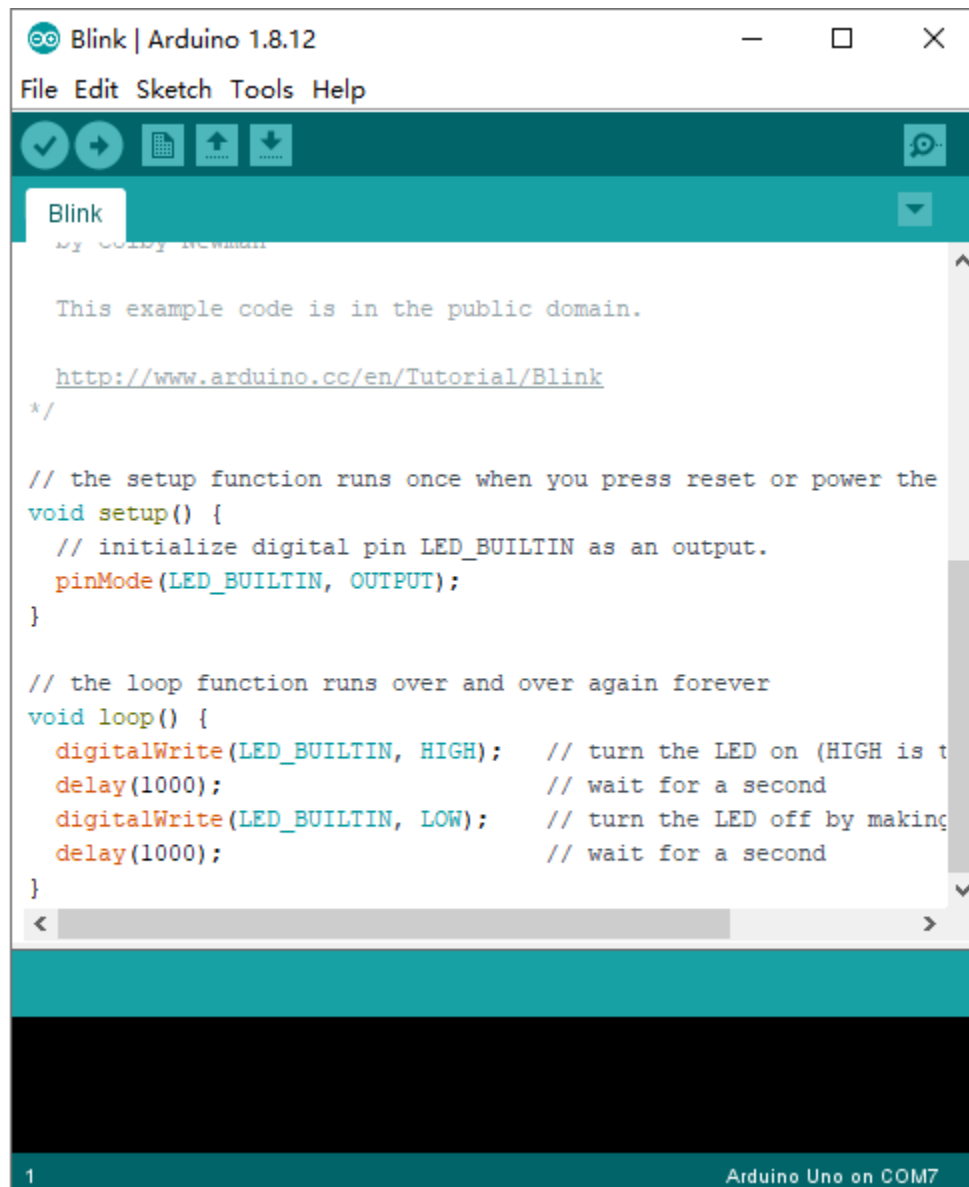 Blink | Arduino 1.8.12
File Edit Sketch Tools Help
Blink
by Colby Newman
This example code is in the public domain.
http://www.arduino.cc/en/Tutorial/Blink
*/
// the setup function runs once when you press reset or power the
void setup() {
  // initialize digital pin LED_BUILTIN as an output.
  pinMode(LED_BUILTIN, OUTPUT);
}
// the loop function runs over and over again forever
void loop() {
  digitalWrite(LED_BUILTIN, HIGH);   // turn the LED on (HIGH is t
  delay(1000);                       // wait for a second
  digitalWrite(LED_BUILTIN, LOW);    // turn the LED off by making
  delay(1000);                       // wait for a second
}
1 Arduino Uno on COM7